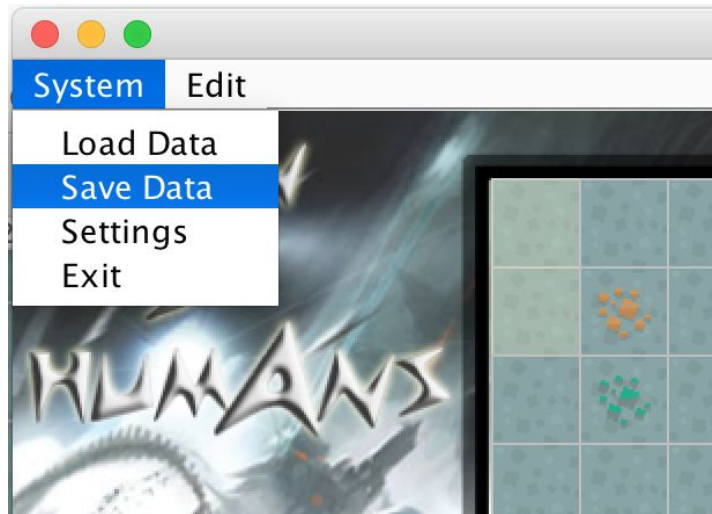 System Edit
Load Data
Save Data
Settings
Exit
HUMANS